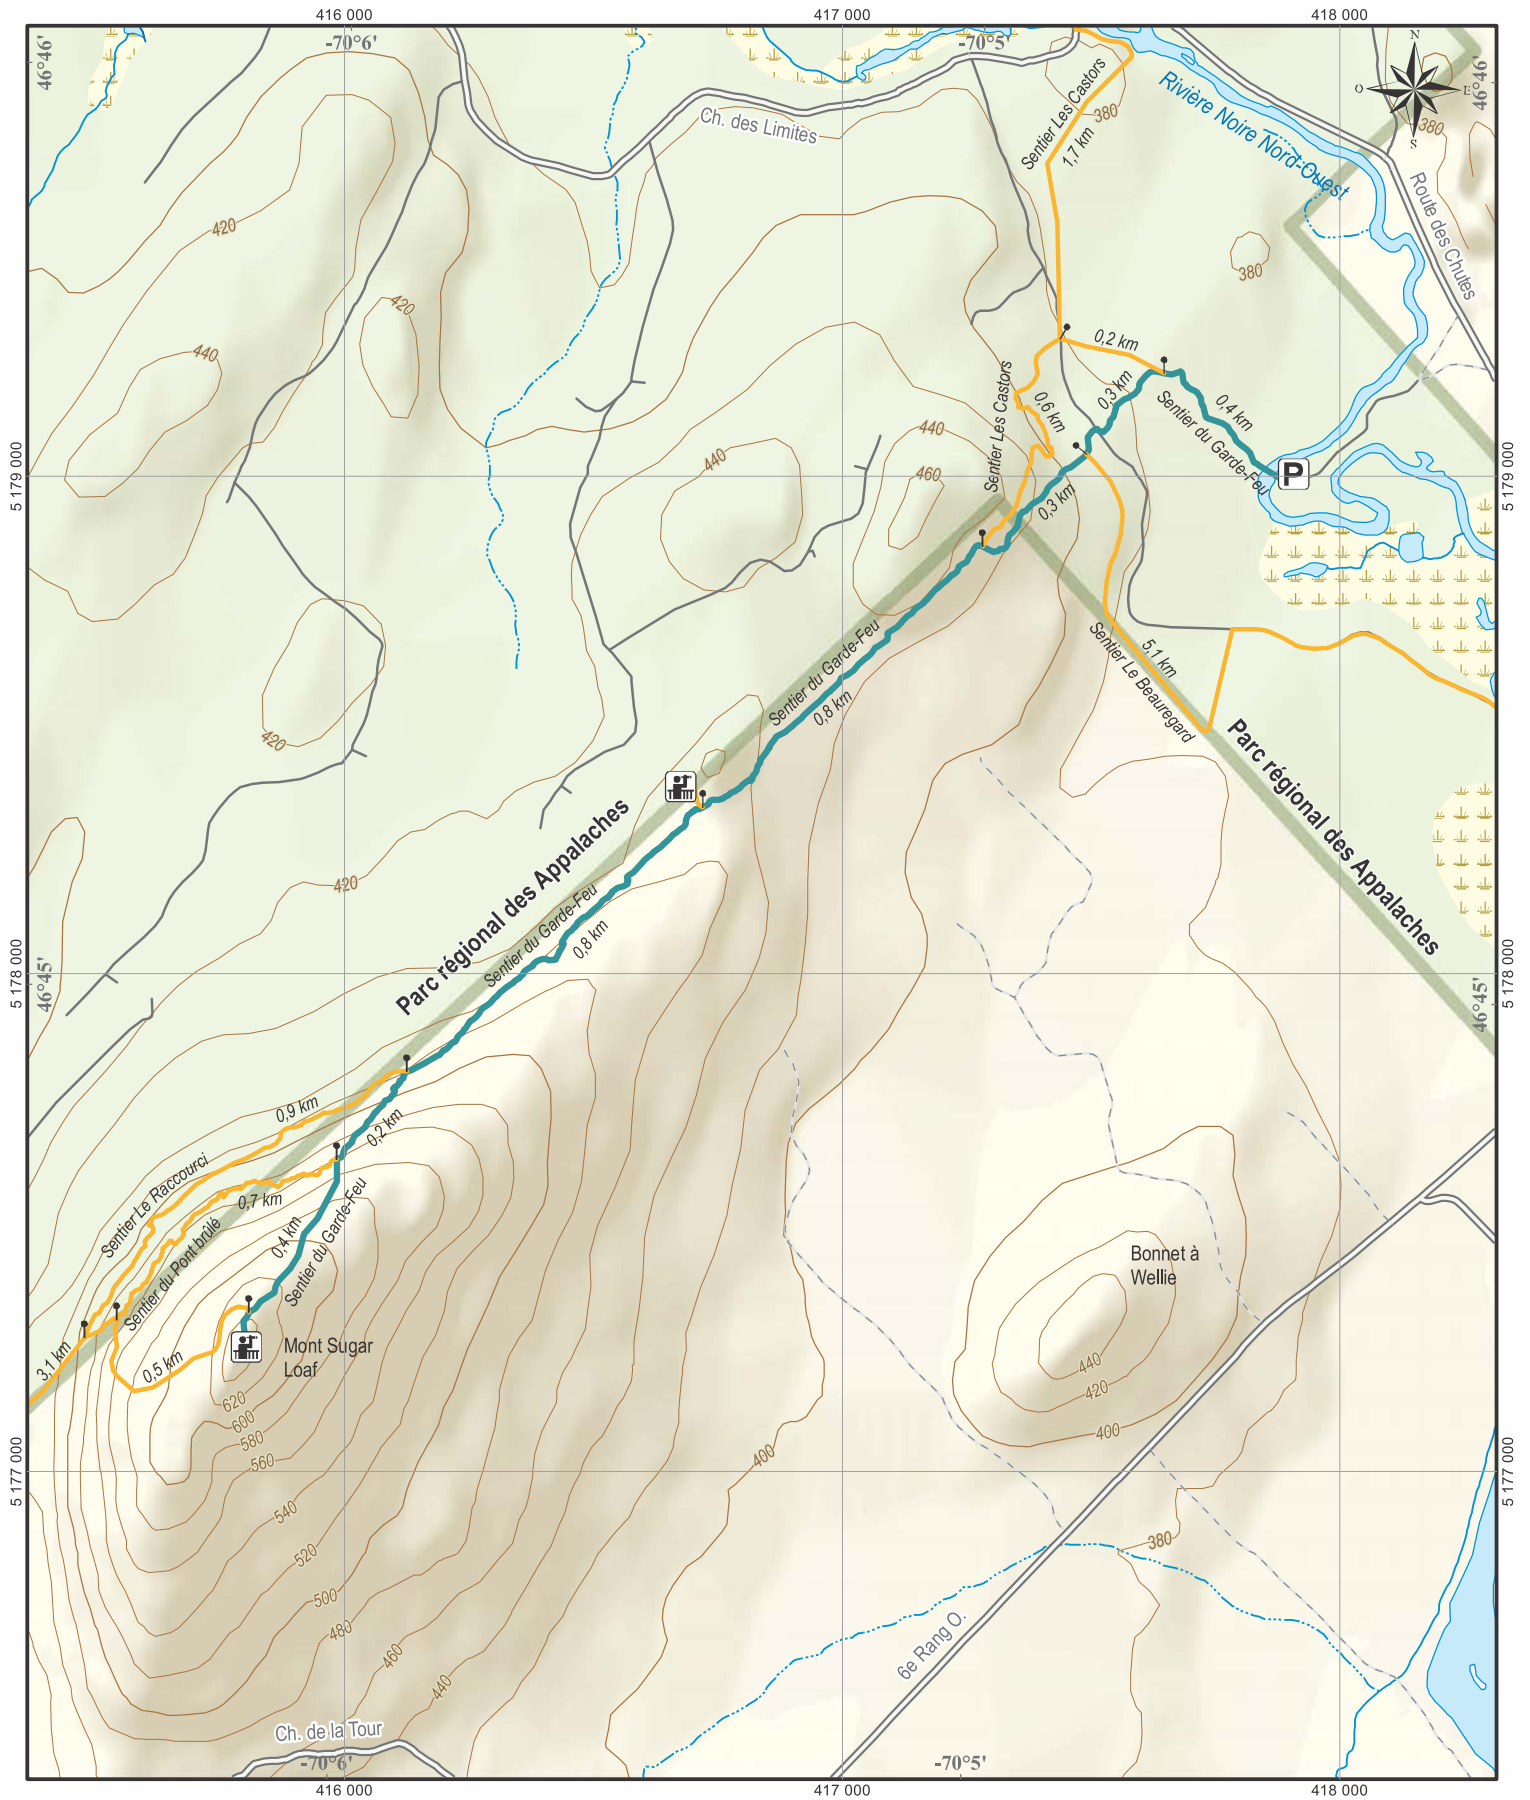 416 000
417 000
418 000
46°46'
-70°6'
-70°5'
46°46'
N
O
E
S
380
380
Ch. des Limites
Sentier Les Castors
1,7 km
Rivière Noire Nord-Ouest
Route des Chutes
420
380
420
440
0,2 km
0,3 km
0,4 km
Sentier du Garde-Feu
Sentier Les Castors
0,6 km
440
440
460
P
5 179 000
5 179 000
0,3 km
Sentier du Garde-Feu
0,8 km
5,1 km
Sentier Le Beauregard
420
Parc régional des Appalaches
Parc régional des Appalaches
420
Sentier du Garde-Feu
0,8 km
5 178 000
46°45'
5 178 000
46°45'
0,9 km
0,2 km
Sentier Le Raccourci
0,7 km
Sentier du Pont brûlé
0,4 km
Sentier du Garde-Feu
Bonnet à
Wellie
3,1 km
0,5 km
Mont Sugar
Loaf
440
420
400
620
600
580
560
540
520
500
480
460
440
400
380
5 177 000
5 177 000
6e Rang O.
Ch. de la Tour
-70°6'
-70°5'
416 000
417 000
418 000